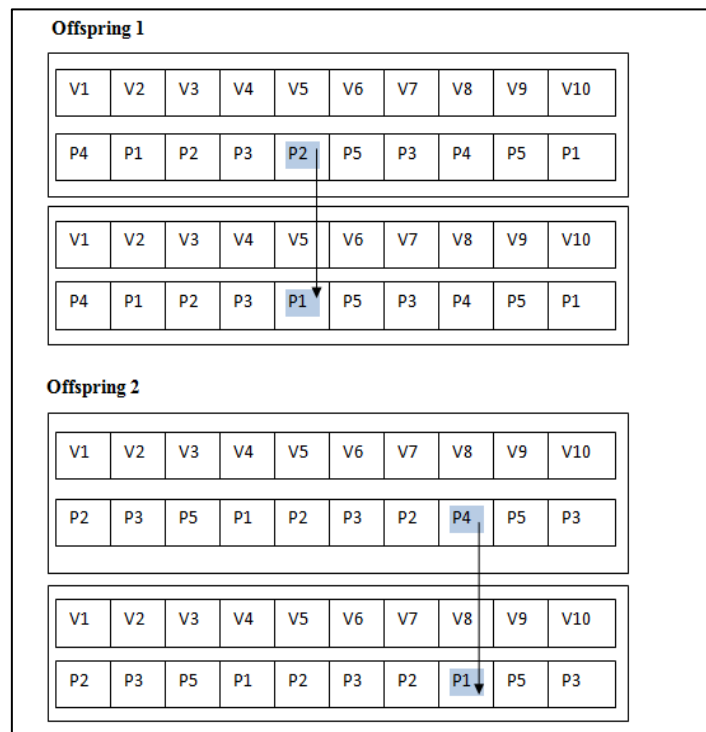 Offspring 1
V1 V2 V3 V4 V5 V6 V7 V8 V9 V10
P4 P1 P2 P3 P2 P5 P3 P4 P5 P1
V1 V2 V3 V4 V5 V6 V7 V8 V9 V10
P4 P1 P2 P3 P1 P5 P3 P4 P5 P1
Offspring 2
V1 V2 V3 V4 V5 V6 V7 V8 V9 V10
P2 P3 P5 P1 P2 P3 P2 P4 P5 P3
V1 V2 V3 V4 V5 V6 V7 V8 V9 V10
P2 P3 P5 P1 P2 P3 P2 P1 P5 P3